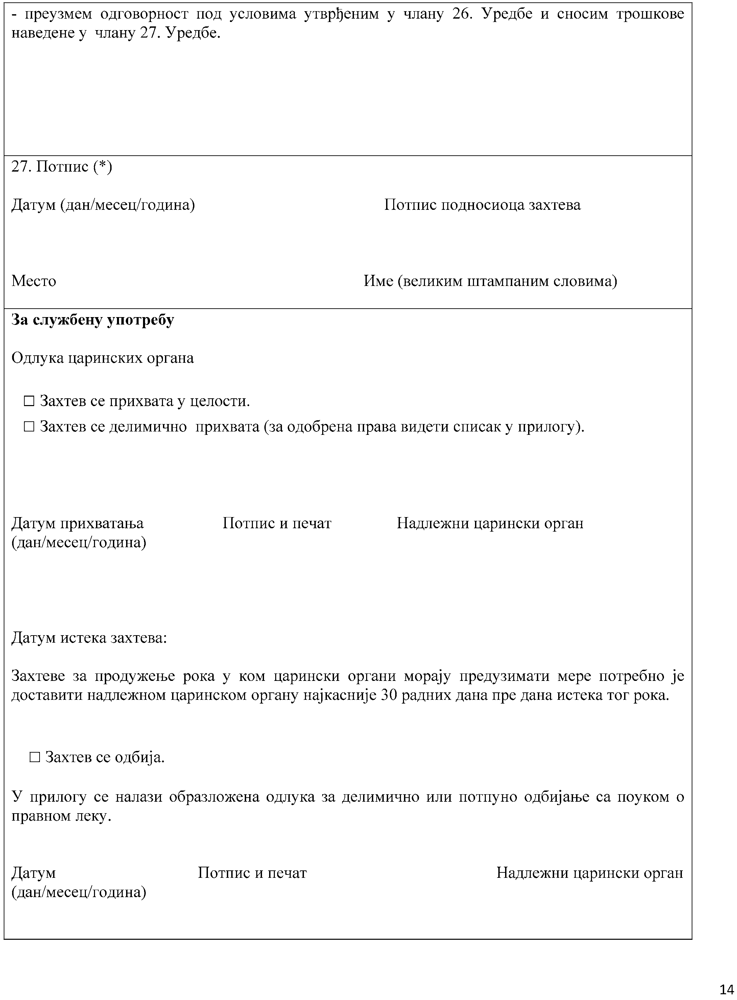 - преузмем одговорност под условима утврђеним у члану 26. Уредбе и сносим трошкове
наведене у члану 27. Уредбе.
27. Потпис (*)
Датум (дан/месец/година) Потпис подносиоца захтева
Место Име (великим штампаним словима)
За службену употребу
Одлука царинских органа
□ Захтев се прихвата у целости.
□ Захтев се делимично прихвата (за одобрена права видети списак у прилогу).
Датум прихватања Потпис и печат Надлежни царински орган
(дан/месец/година)
Датум истека захтева:
Захтеве за продужење рока у ком царински органи морају предузимати мере потребно је
доставити надлежном царинском органу најкасније 30 радних дана пре дана истека тог рока.
□ Захтев се одбија.
У прилогу се налази образложена одлука за делимично или потпуно одбијање са поуком о
правном леку.
Датум Потпис и печат Надлежни царински орган
(дан/месец/година)
14